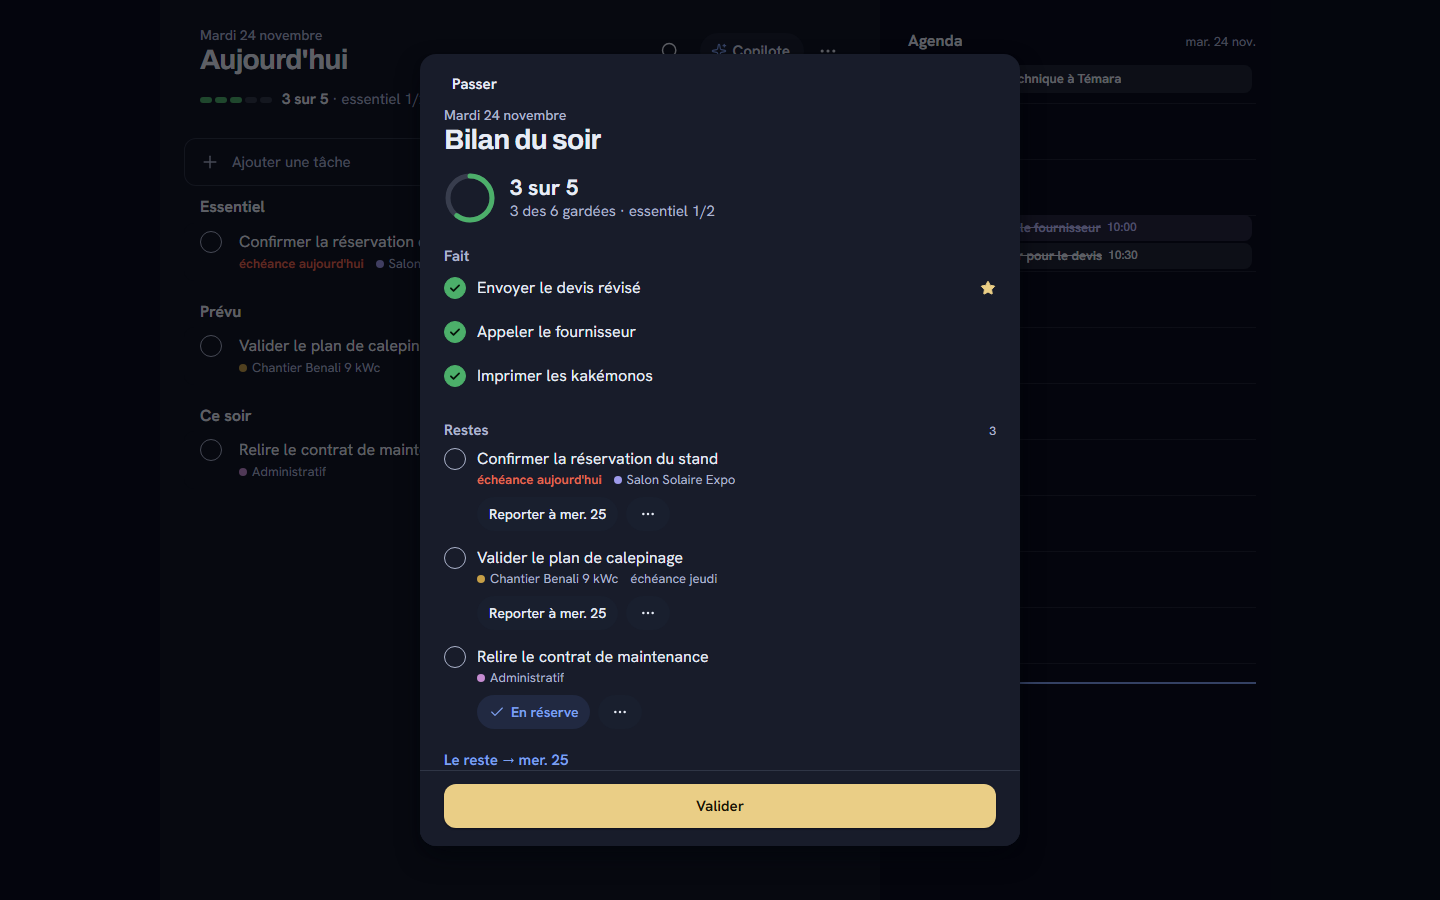 Mardi 24 novembre
Aujourd'hui
3 sur 5 · essentiel 1/
Ajouter une tâche
Essentiel
Confirmer la réservation
échéance aujourd'hui Salon
Prévu
Valider le plan de calepin
Chantier Benali 9 kWc
Ce soir
Relire le contrat de maint
Administratif
Copilote
Passer
Mardi 24 novembre
Bilan du soir
3 sur 5
3 des 6 gardées · essentiel 1/2
Fait
Envoyer le devis révisé
Appeler le fournisseur
Imprimer les kakémonos
Restes 3
Confirmer la réservation du stand
échéance aujourd'hui Salon Solaire Expo
Reporter à mer. 25 ...
Valider le plan de calepinage
Chantier Benali 9 kWc échéance jeudi
Reporter à mer. 25 ...
Relire le contrat de maintenance
Administratif
En réserve ...
Le reste → mer. 25
Valider
Agenda mar. 24 nov.
chnique à Témara
le fournisseur 10:00
pour le devis 10:30